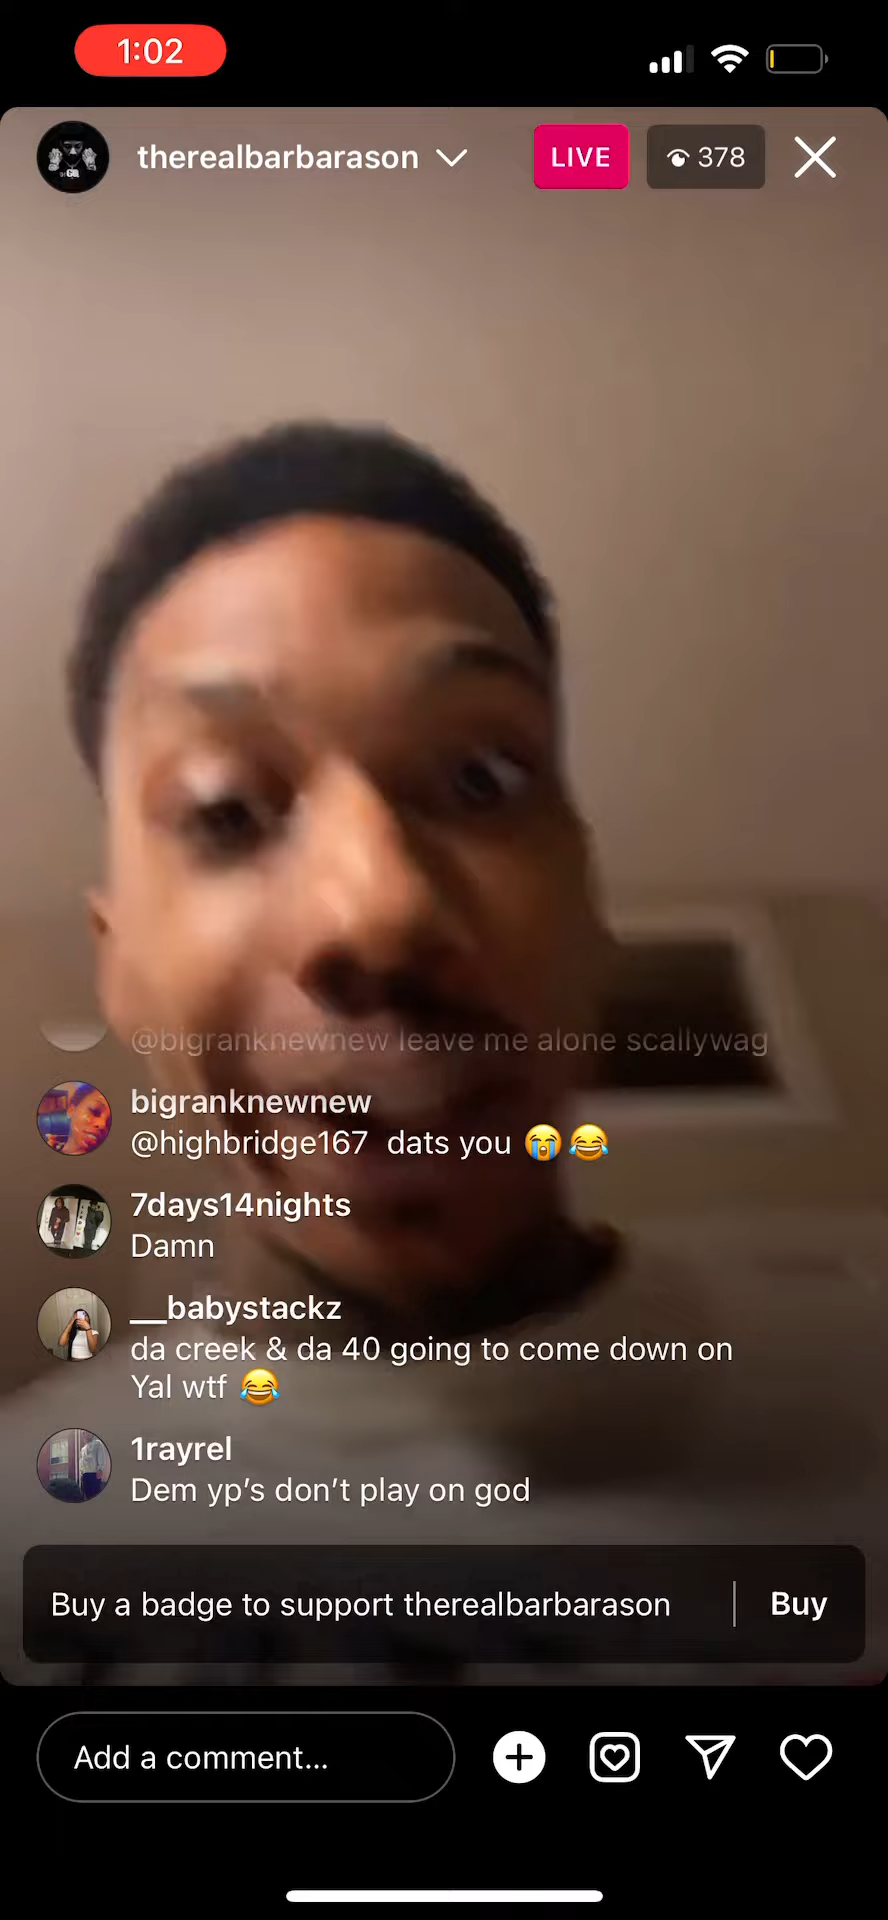 1:02
therealbarbarason
LIVE
378
@bigranknewnew leave me alone scallywag
bigranknewnew
@highbridge167 dats you 😭😂
7days14nights
Damn
__babystackz
da creek & da 40 going to come down on
Yal wtf 😂
1rayrel
Dem yp’s don’t play on god
Buy a badge to support therealbarbarason
Buy
Add a comment...